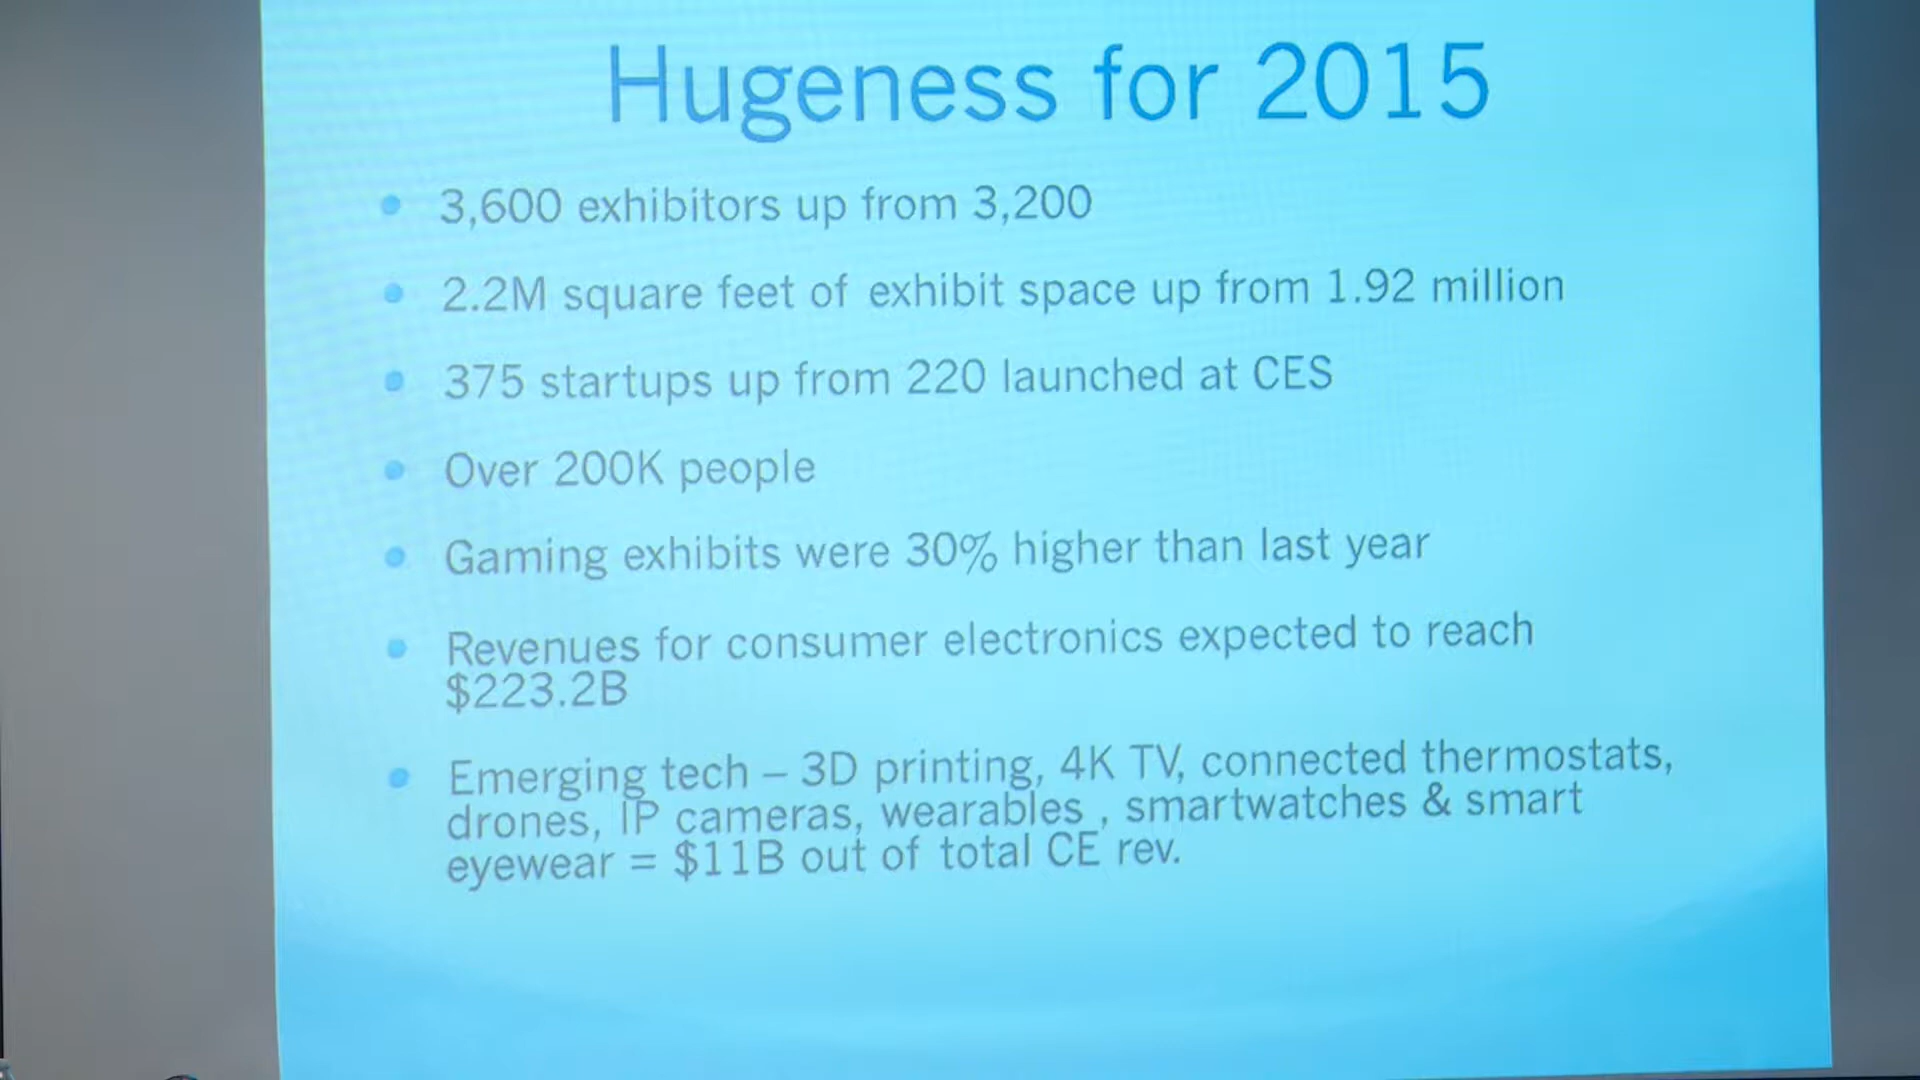 Hugeness for 2015
3,600 exhibitors up from 3,200
2.2M square feet of exhibit space up from 1.92 million
375 startups up from 220 launched at CES
Over 200K people
Gaming exhibits were 30% higher than last year
Revenues for consumer electronics expected to reach
$223.2B
Emerging tech – 3D printing, 4K TV, connected thermostats,
drones, IP cameras, wearables , smartwatches & smart
eyewear = $11B out of total CE rev.